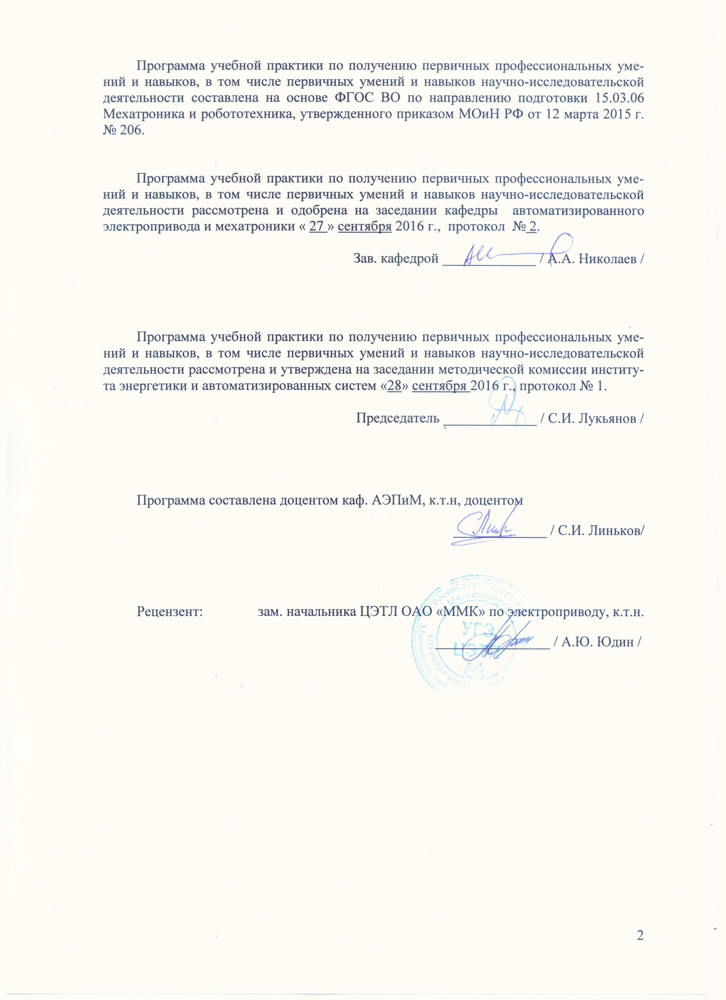 Программа учебной практики по получению первичных профессиональных уме-
ний и навыков, в том числе первичных умений и навыков научно-исследовательской
деятельности составлена на основе ФГОС ВО по направлению подготовки 15.03.06
Мехатроника и робототехника, утвержденного приказом МОиН РФ от 12 марта 2015 г.
№ 206.
Программа учебной практики по получению первичных профессиональных уме-
ний и навыков, в том числе первичных умений и навыков научно-исследовательской
деятельности рассмотрена и одобрена на заседании кафедры автоматизированного
электропривода и мехатроники « 27 » сентября 2016 г., протокол № 2.
Зав. кафедрой _____________ / А.А. Николаев /
Программа учебной практики по получению первичных профессиональных уме-
ний и навыков, в том числе первичных умений и навыков научно-исследовательской
деятельности рассмотрена и утверждена на заседании методической комиссии институ-
та энергетики и автоматизированных систем «28» сентября 2016 г., протокол № 1.
Председатель _____________ / С.И. Лукьянов /
Программа составлена доцентом каф. АЭПиМ, к.т.н, доцентом
_____________ / С.И. Линьков/
Рецензент: зам. начальника ЦЭТЛ ОАО «ММК» по электроприводу, к.т.н.
________________ / А.Ю. Юдин /
Российская Федерация
Магнитогорский
Открытое акционерное
УГЭ
ЦЭТЛ
2